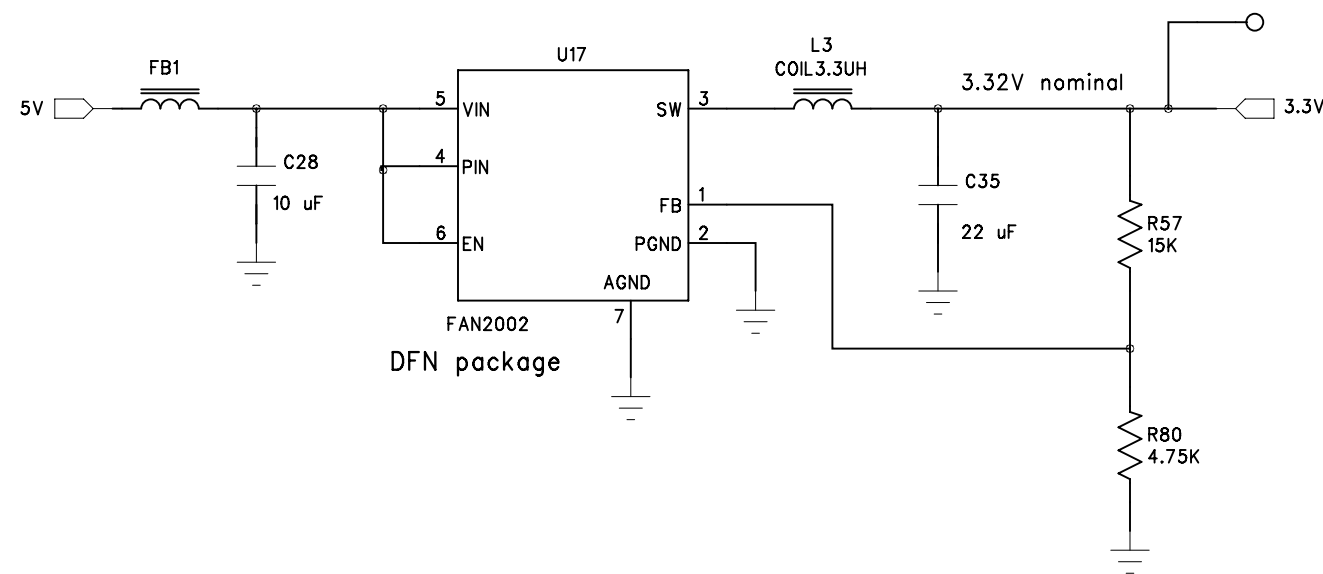 FB1
5V
C28
10 uF
U17
5
VIN
4
PIN
6
EN
SW
3
FB
1
PGND
2
AGND
7
FAN2002
DFN package
L3
COIL3.3UH
3.32V nominal
3.3V
C35
22 uF
R57
15K
R80
4.75K